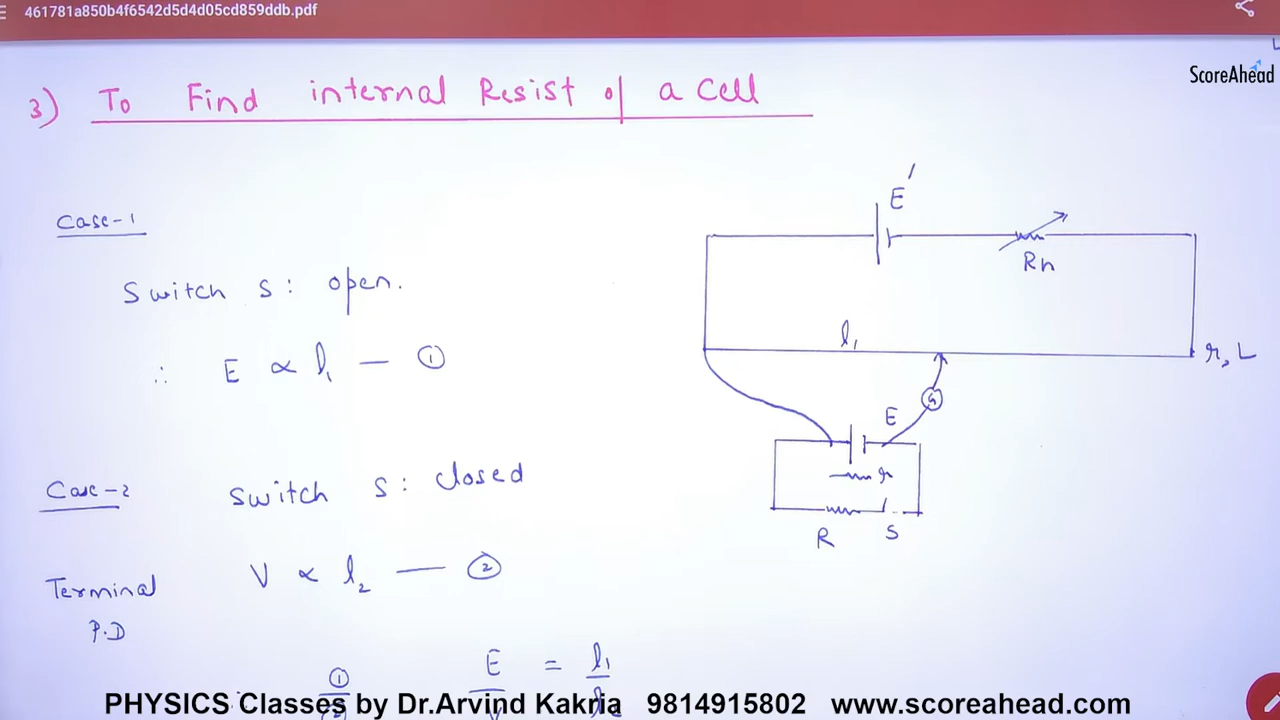 461781a850b4f6542d5d4d05cd859ddb.pdf
ScoreAhead
3) To Find internal Resist of a Cell
Case-1
Switch S: open.
∴ E ∝ l₁ — ①
E'
Rh
l₁
r, L
G
E
r
R S
Case-2 Switch S: closed
V ∝ l₂ — ②
Terminal
P.D
① E = l₁
PHYSICS Classes by Dr.Arvind Kakria 9814915802 www.scoreahead.com